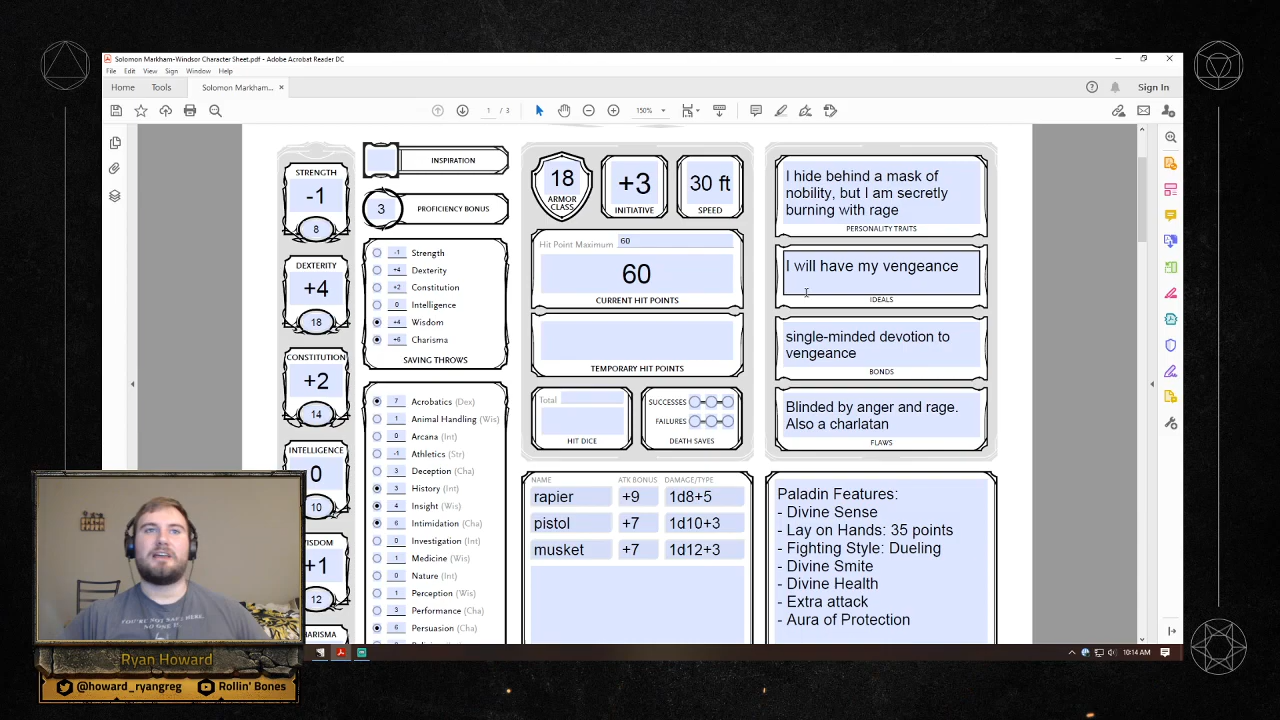 Solomon Markham-Windsor Character Sheet.pdf - Adobe Acrobat Reader DC
File Edit View Sign Window Help
Home Tools Solomon Markham... × Sign In
1 / 3 150%
STRENGTH
-1
8
DEXTERITY
+4
18
CONSTITUTION
+2
14
INTELLIGENCE
0
10
WISDOM
+1
12
INSPIRATION
3 PROFICIENCY BONUS
-1 Strength
+4 Dexterity
+2 Constitution
0 Intelligence
+4 Wisdom
+6 Charisma
SAVING THROWS
7 Acrobatics (Dex)
1 Animal Handling (Wis)
0 Arcana (Int)
-1 Athletics (Str)
3 Deception (Cha)
3 History (Int)
4 Insight (Wis)
6 Intimidation (Cha)
0 Investigation (Int)
1 Medicine (Wis)
0 Nature (Int)
1 Perception (Wis)
3 Performance (Cha)
6 Persuasion (Cha)
18
ARMOR
CLASS
+3
INITIATIVE
30 ft
SPEED
Hit Point Maximum 60
60
CURRENT HIT POINTS
TEMPORARY HIT POINTS
Total
HIT DICE
SUCCESSES
FAILURES
DEATH SAVES
NAME ATK BONUS DAMAGE/TYPE
rapier +9 1d8+5
pistol +7 1d10+3
musket +7 1d12+3
I hide behind a mask of
nobility, but I am secretly
burning with rage
PERSONALITY TRAITS
I will have my vengeance
IDEALS
single-minded devotion to
vengeance
BONDS
Blinded by anger and rage.
Also a charlatan
FLAWS
Paladin Features:
- Divine Sense
- Lay on Hands: 35 points
- Fighting Style: Dueling
- Divine Smite
- Divine Health
- Extra attack
- Aura of Protection
Ryan Howard
@howard_ryangreg Rollin' Bones
10:14 AM